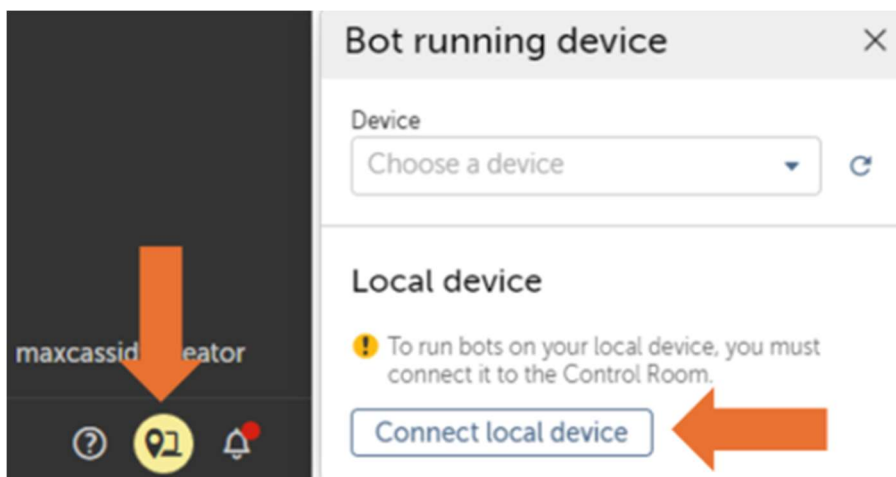 Bot running device
Device
Choose a device
Local device
To run bots on your local device, you must
connect it to the Control Room.
Connect local device